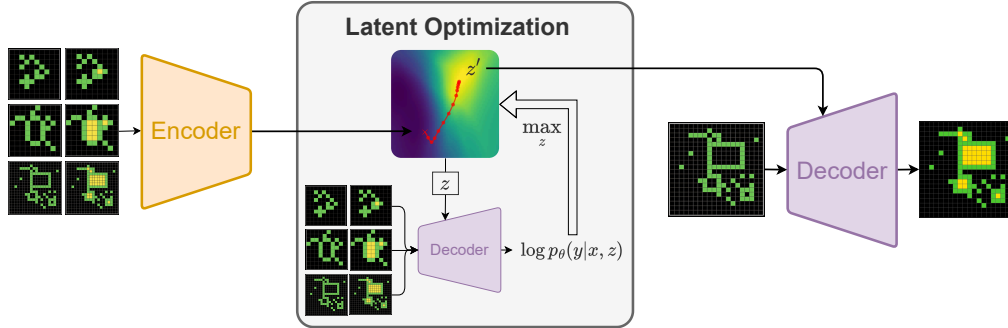 Latent Optimization
z′
Encoder
max
z
z
Decoder
log pθ(y|x, z)
Decoder